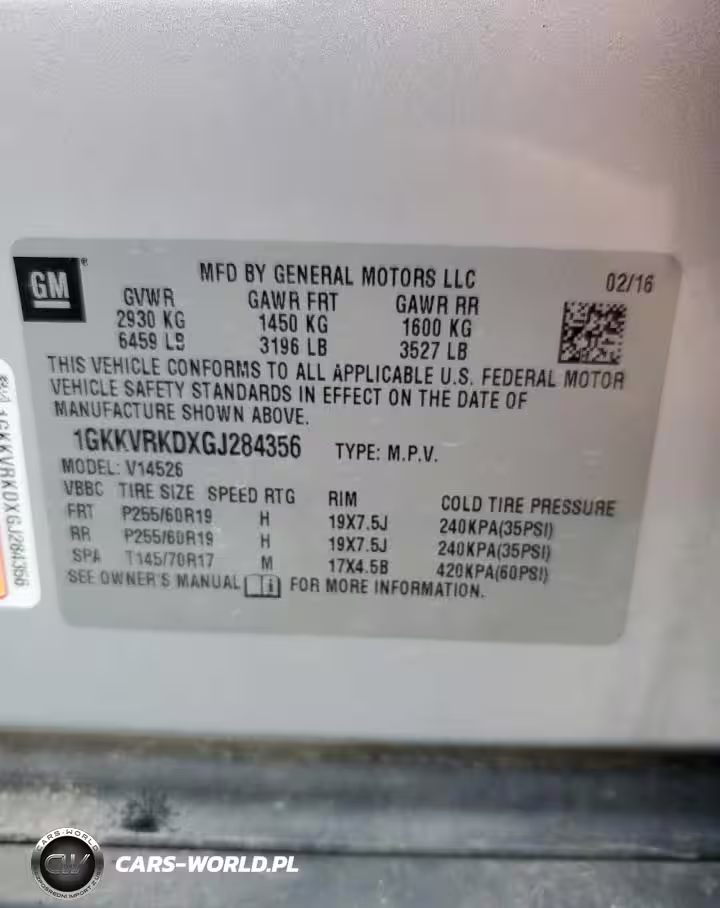 GM ®
MFD BY GENERAL MOTORS LLC 02/16
GVWR GAWR FRT GAWR RR
2930 KG 1450 KG 1600 KG
6459 LB 3196 LB 3527 LB
THIS VEHICLE CONFORMS TO ALL APPLICABLE U.S. FEDERAL MOTOR
VEHICLE SAFETY STANDARDS IN EFFECT ON THE DATE OF
MANUFACTURE SHOWN ABOVE.
1GKKVRKDXGJ284356 TYPE: M.P.V.
MODEL: V14526
VBBC TIRE SIZE SPEED RTG RIM COLD TIRE PRESSURE
FRT P255/60R19 H 19X7.5J 240KPA(35PSI)
RR P255/60R19 H 19X7.5J 240KPA(35PSI)
SPA T145/70R17 M 17X4.5B 420KPA(60PSI)
SEE OWNER'S MANUAL FOR MORE INFORMATION.
1GKKVRKDXGJ284356
CARS-WORLD
CW
CARS-WORLD.PL